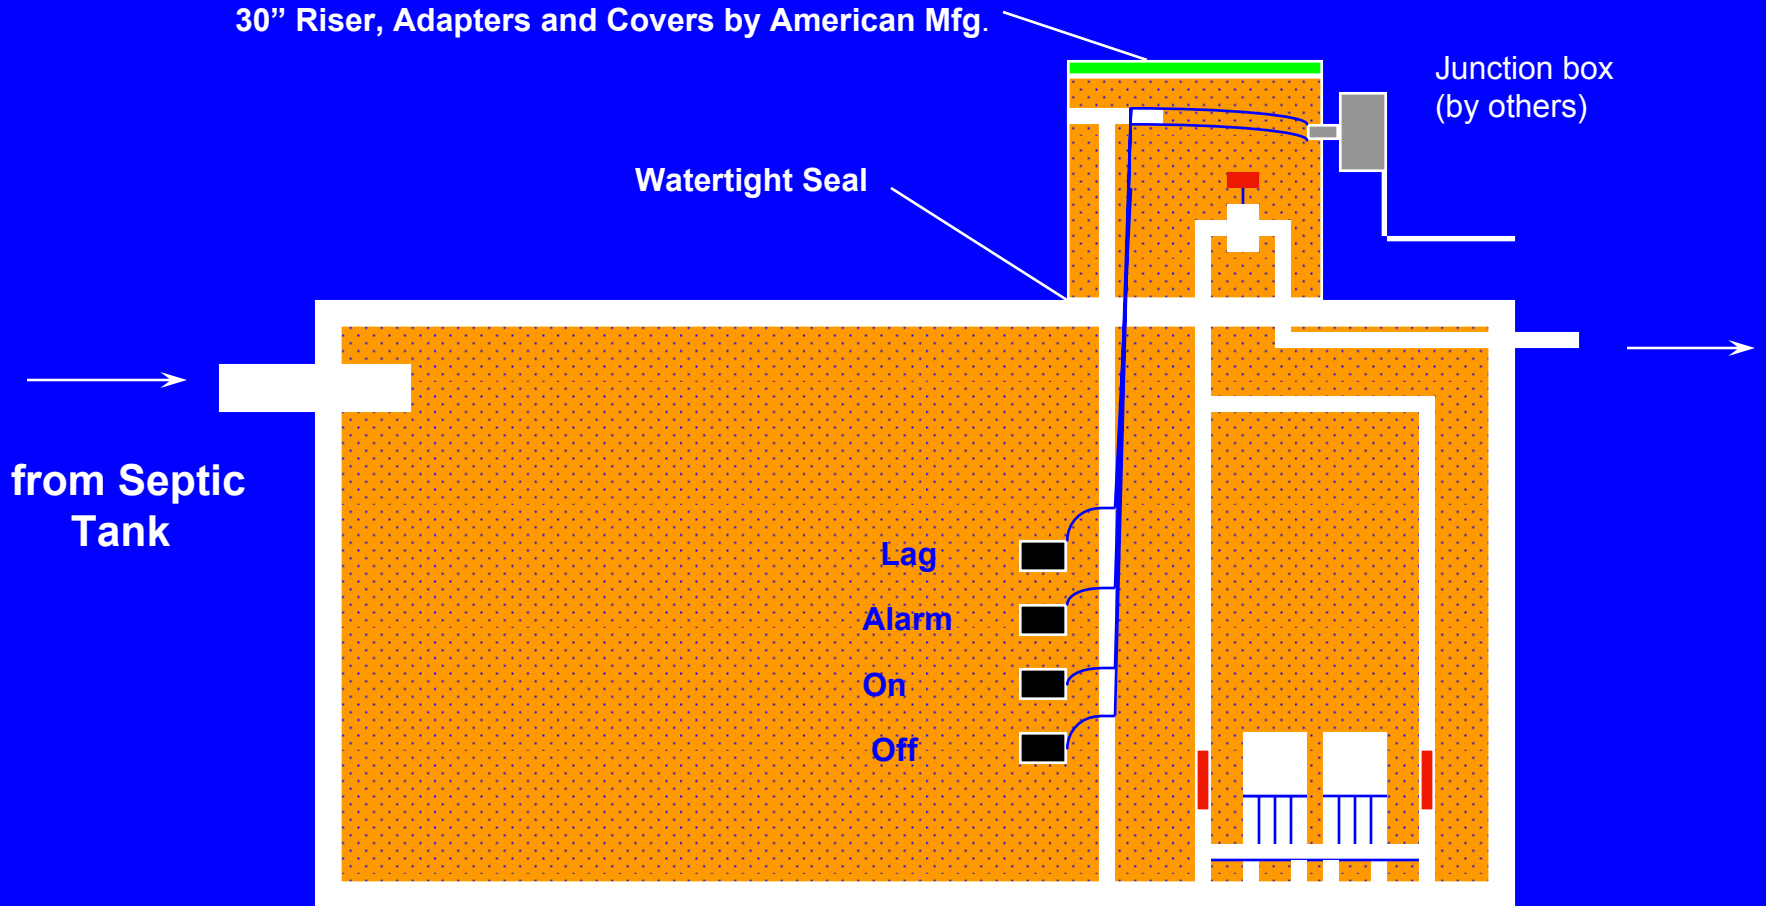 30” Riser, Adapters and Covers by American Mfg.
Junction box
(by others)
Watertight Seal
from Septic
Tank
Lag
Alarm
On
Off